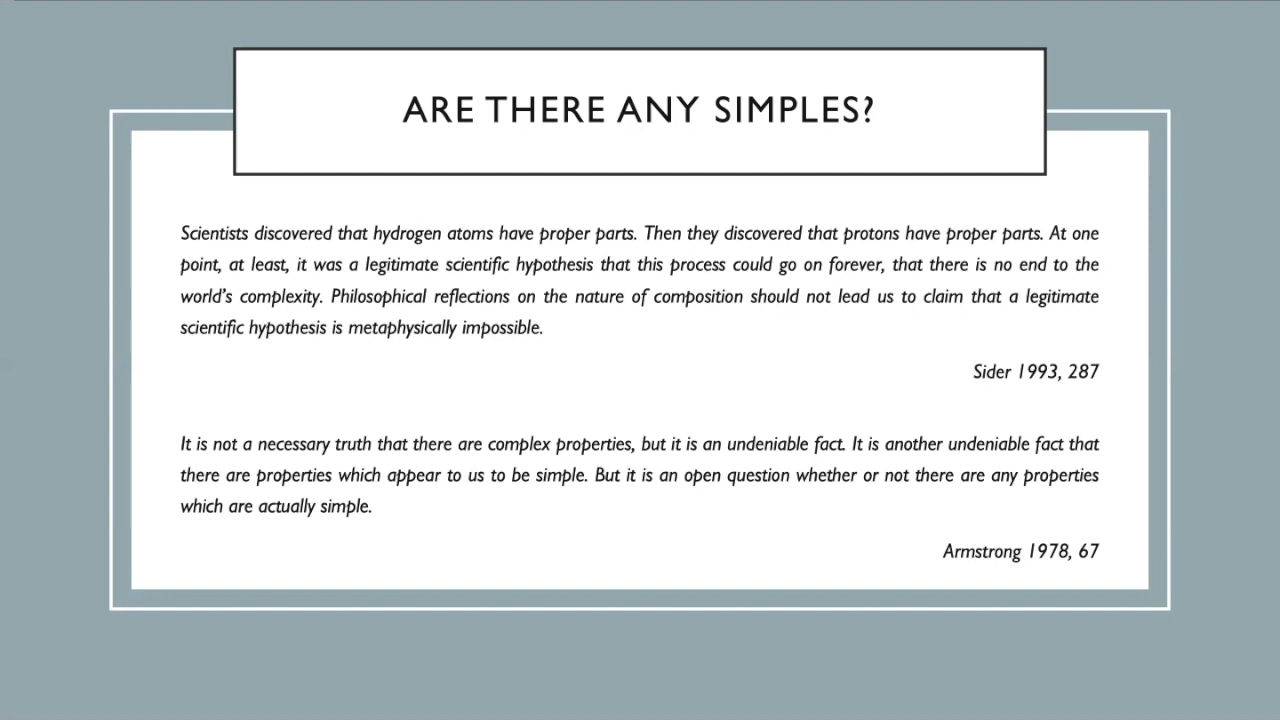 ARE THERE ANY SIMPLES?
Scientists discovered that hydrogen atoms have proper parts. Then they discovered that protons have proper parts. At one
point, at least, it was a legitimate scientific hypothesis that this process could go on forever, that there is no end to the
world's complexity. Philosophical reflections on the nature of composition should not lead us to claim that a legitimate
scientific hypothesis is metaphysically impossible.
Sider 1993, 287
It is not a necessary truth that there are complex properties, but it is an undeniable fact. It is another undeniable fact that
there are properties which appear to us to be simple. But it is an open question whether or not there are any properties
which are actually simple.
Armstrong 1978, 67